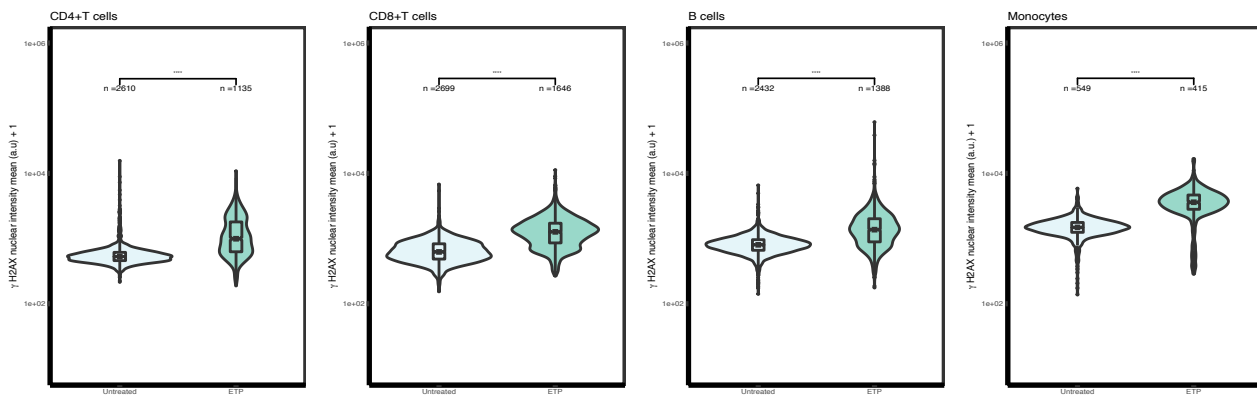 CD4+T cells
γ H2AX nuclear intensity mean (a.u) + 1
1e+06
1e+04
1e+02
****
n =2610
n =1135
Untreated
ETP
CD8+T cells
γ H2AX nuclear intensity mean (a.u) + 1
1e+06
1e+04
1e+02
****
n =2699
n =1646
Untreated
ETP
B cells
γ H2AX nuclear intensity mean (a.u) + 1
1e+06
1e+04
1e+02
****
n =2432
n =1388
Untreated
ETP
Monocytes
γ H2AX nuclear intensity mean (a.u.) + 1
1e+06
1e+04
1e+02
****
n =549
n =415
Untreated
ETP